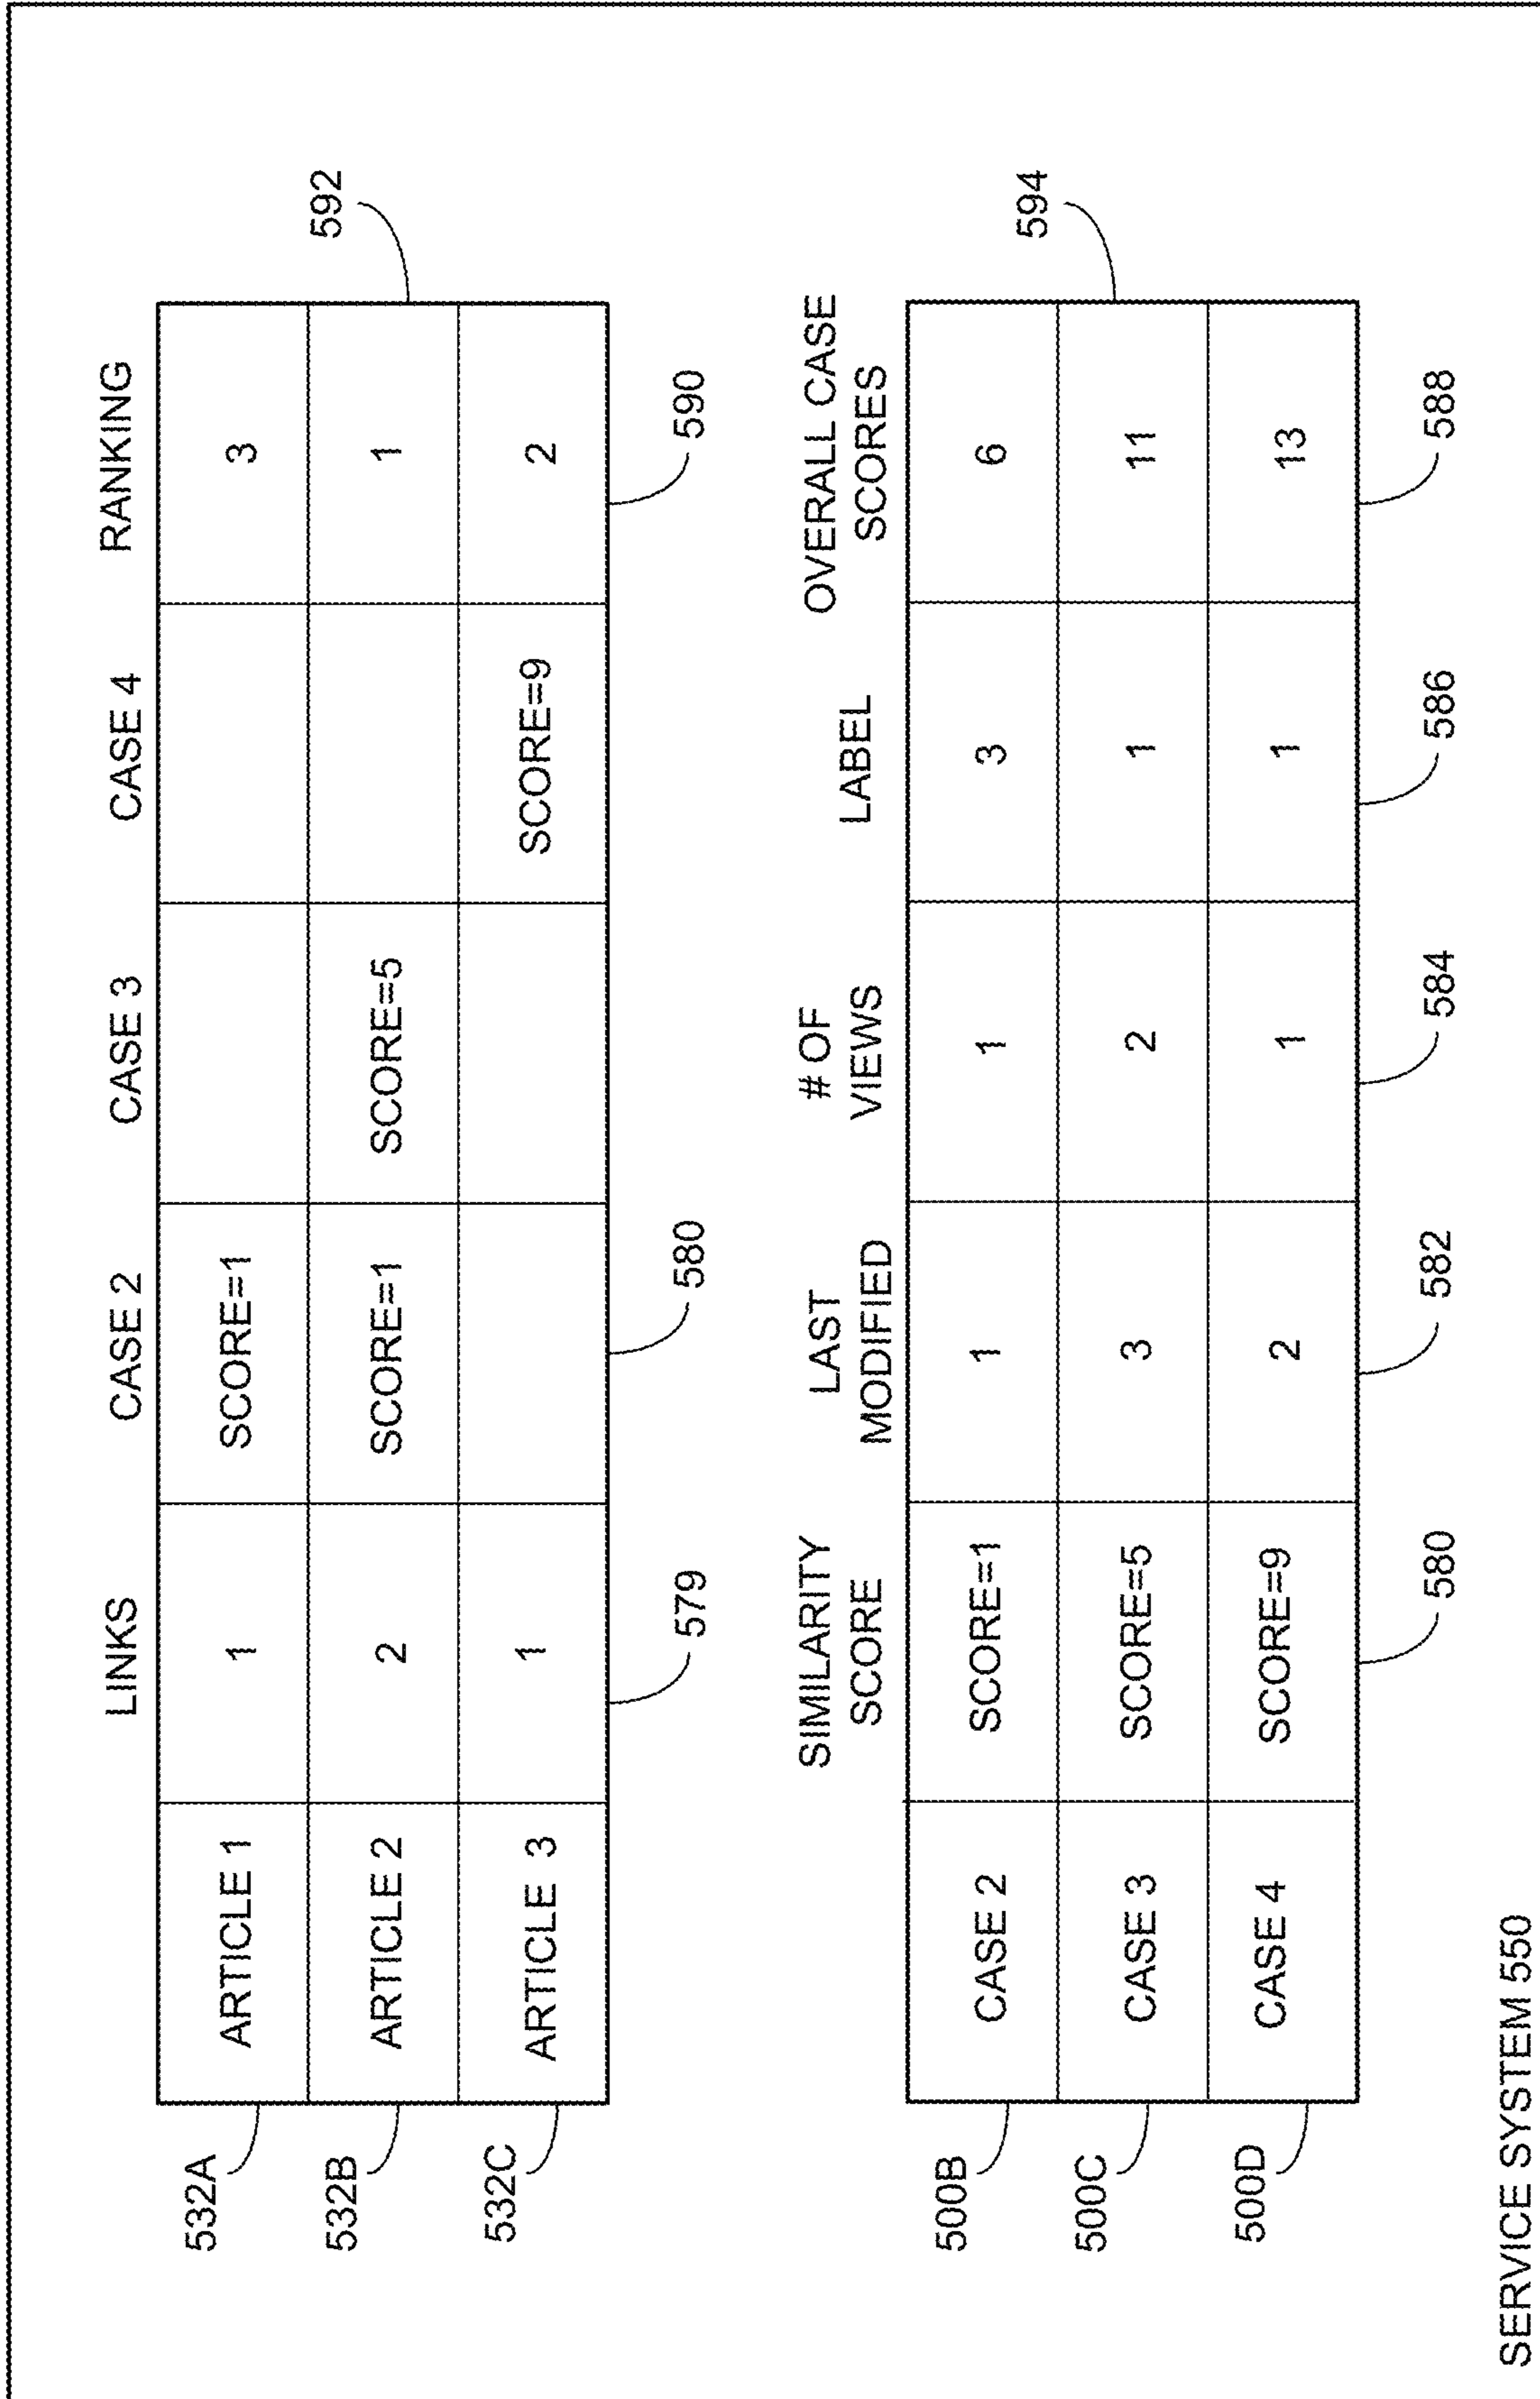 LINKS CASE 2 CASE 3 CASE 4 RANKING
592
532A ARTICLE 1 1 SCORE=1 3
532B ARTICLE 2 2 SCORE=1 SCORE=5 1
532C ARTICLE 3 1 SCORE=9 2
579 580 590
SIMILARITY LAST # OF OVERALL CASE
SCORE MODIFIED VIEWS LABEL SCORES
594
500B CASE 2 SCORE=1 1 1 3 6
500C CASE 3 SCORE=5 3 2 1 11
500D CASE 4 SCORE=9 2 1 1 13
580 582 584 586 588
SERVICE SYSTEM 550